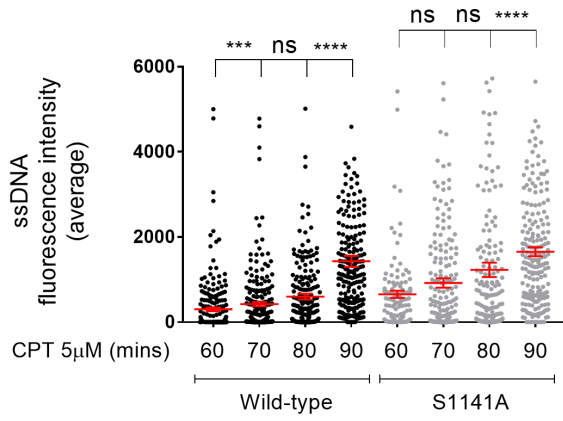 ns ns ****
*** ns ****
6000
4000
2000
0
ssDNA
fluorescence intensity
(average)
CPT 5µM (mins) 60 70 80 90 60 70 80 90
Wild-type S1141A